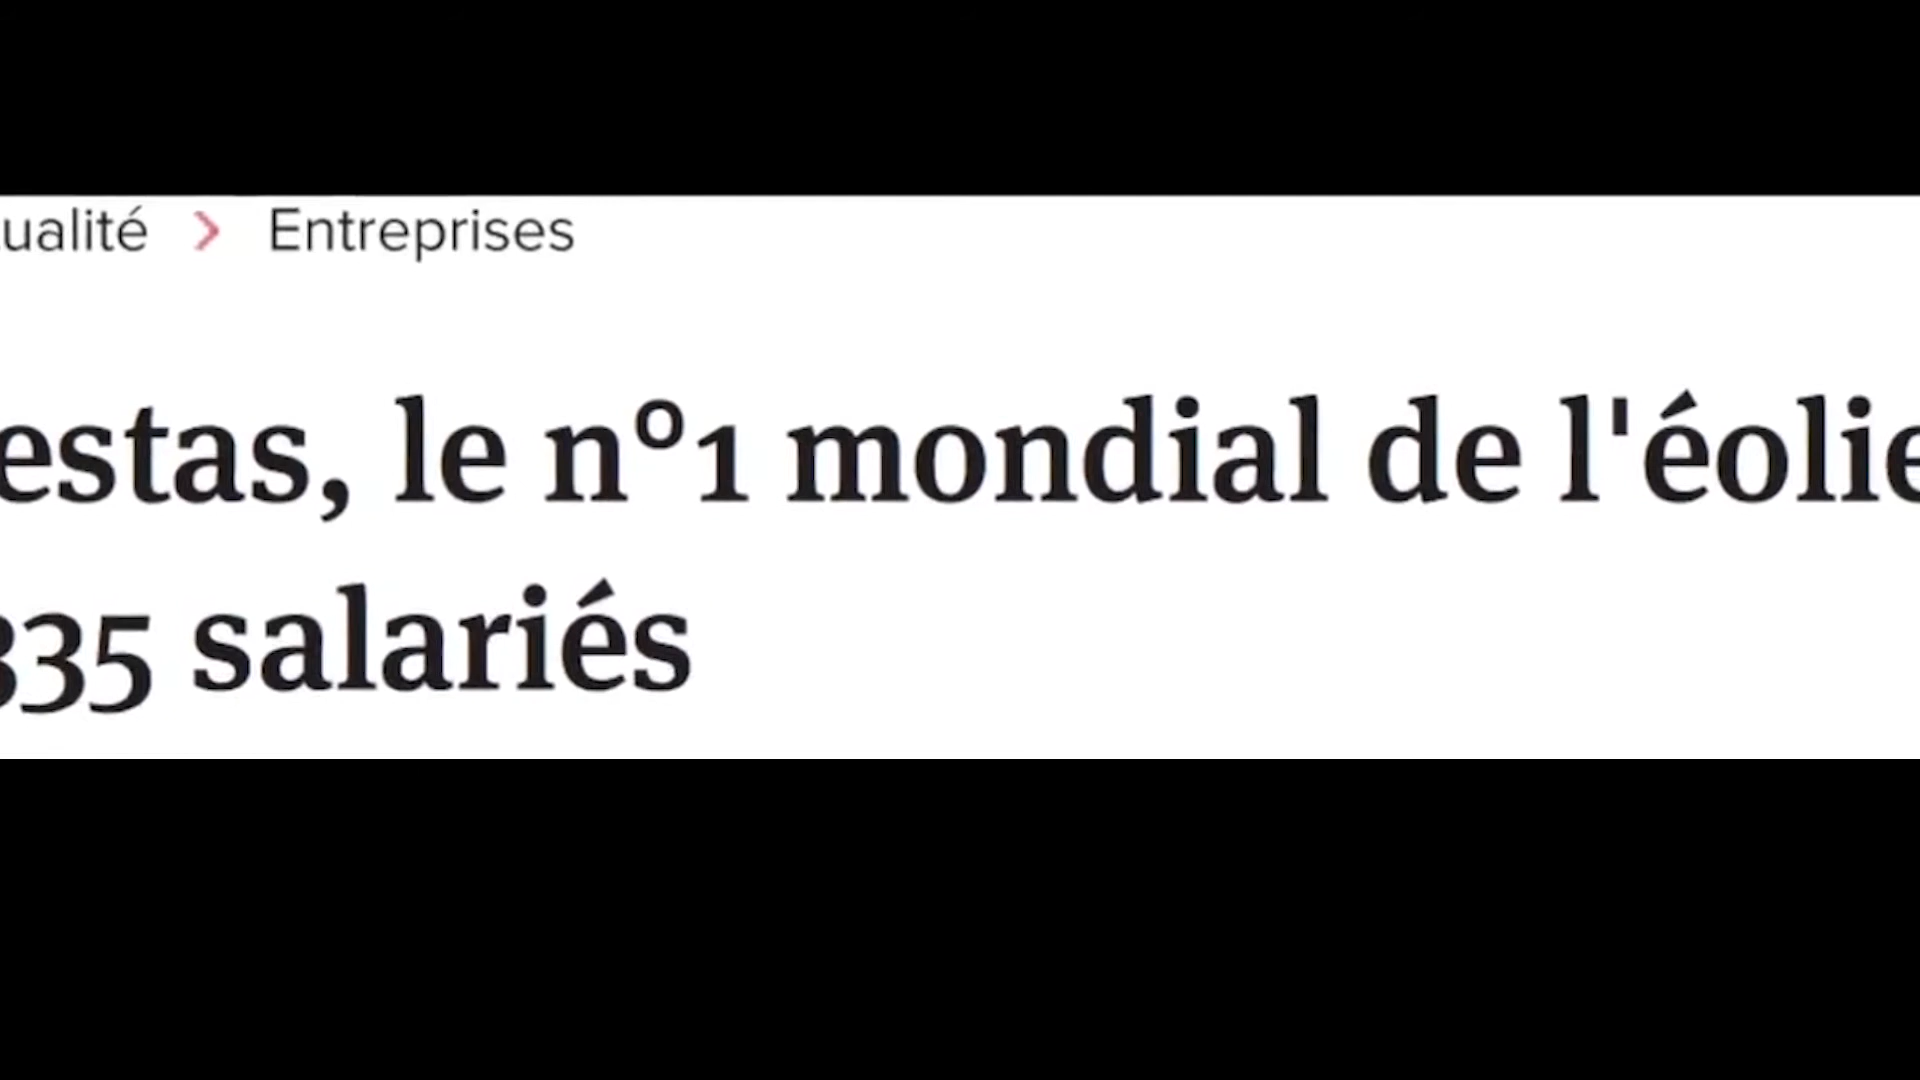 ualité > Entreprises
estas, le n°1 mondial de l'éolie
335 salariés